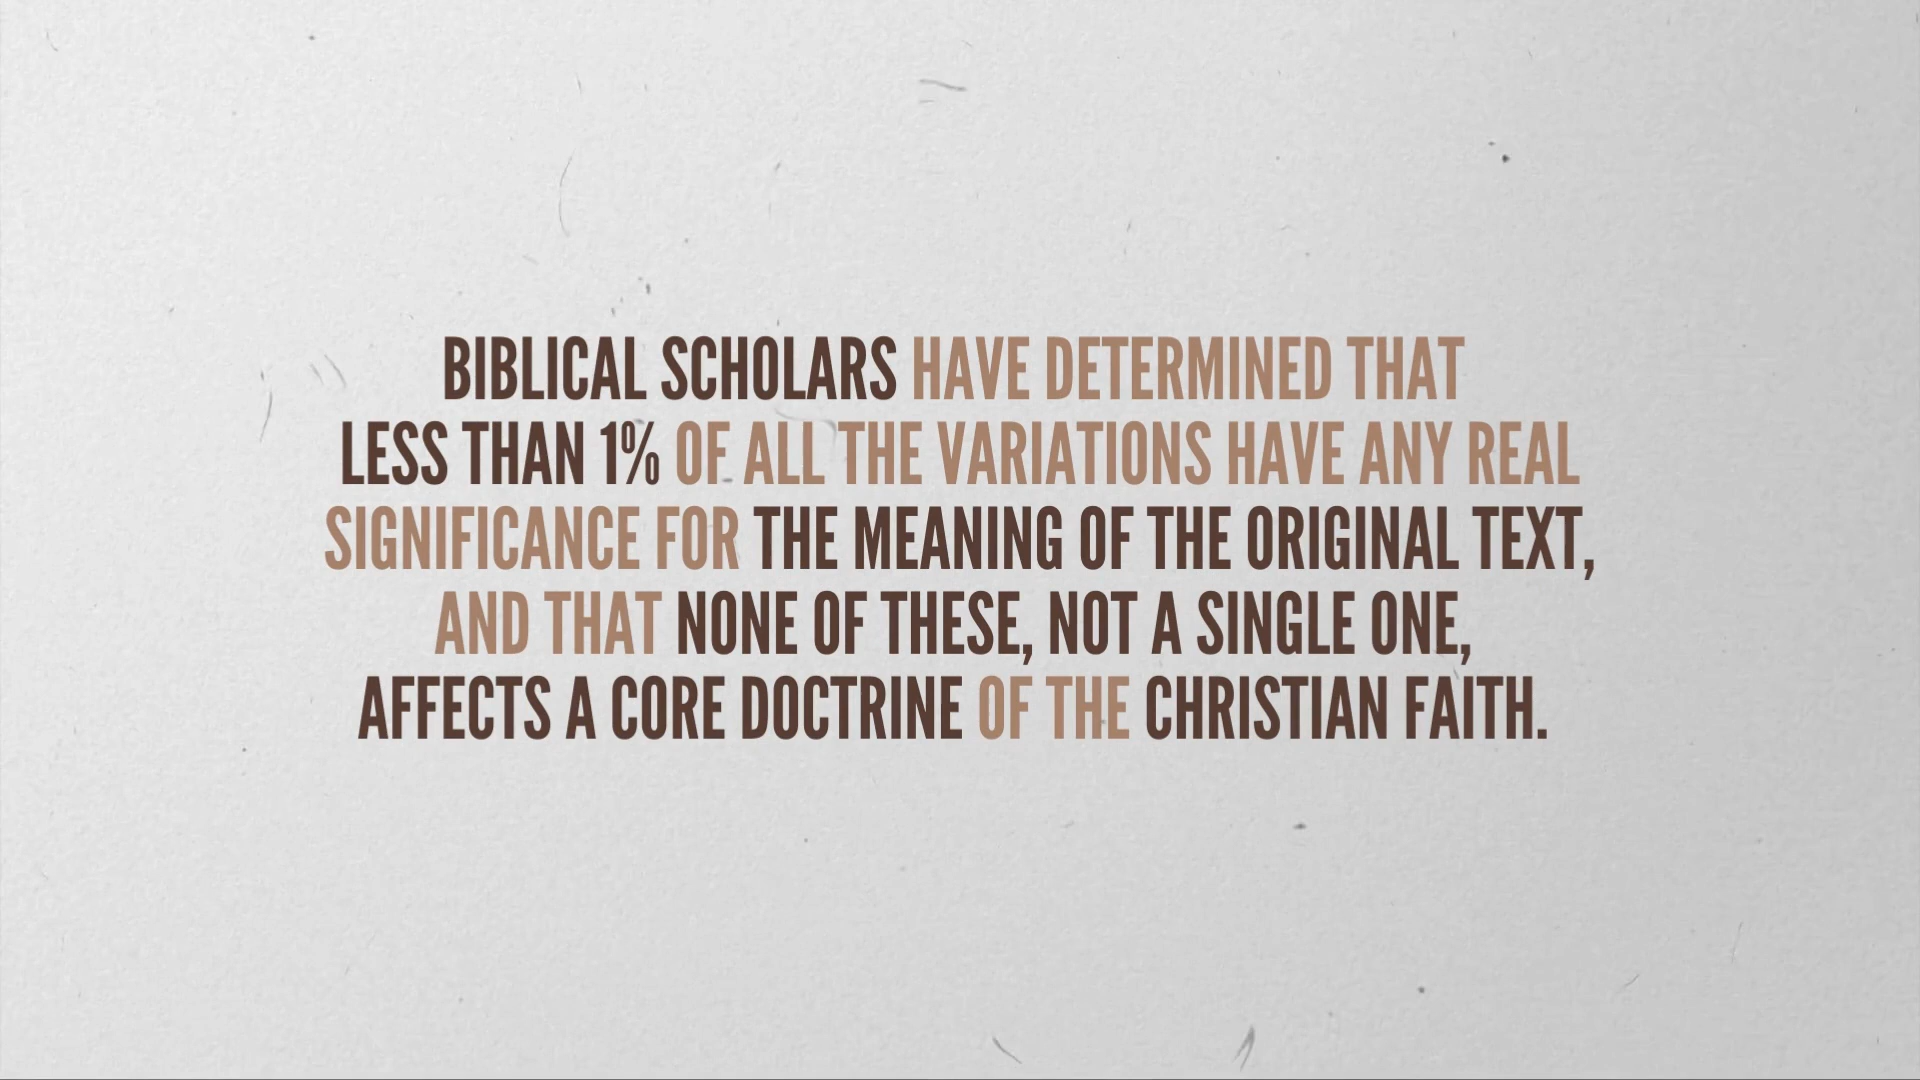 BIBLICAL SCHOLARS HAVE DETERMINED THAT
LESS THAN 1% OF ALL THE VARIATIONS HAVE ANY REAL
SIGNIFICANCE FOR THE MEANING OF THE ORIGINAL TEXT,
AND THAT NONE OF THESE, NOT A SINGLE ONE,
AFFECTS A CORE DOCTRINE OF THE CHRISTIAN FAITH.